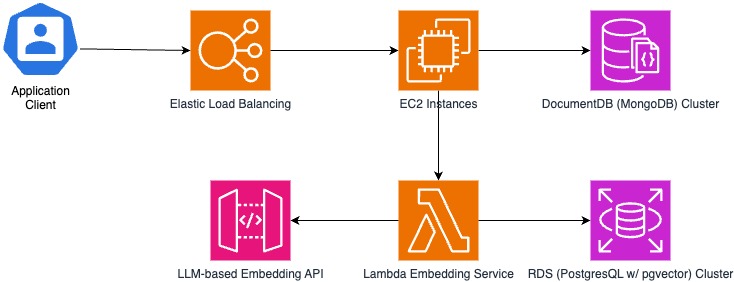 Application
Client
Elastic Load Balancing
EC2 Instances
DocumentDB (MongoDB) Cluster
LLM-based Embedding API
Lambda Embedding Service
RDS (PostgresQL w/ pgvector) Cluster